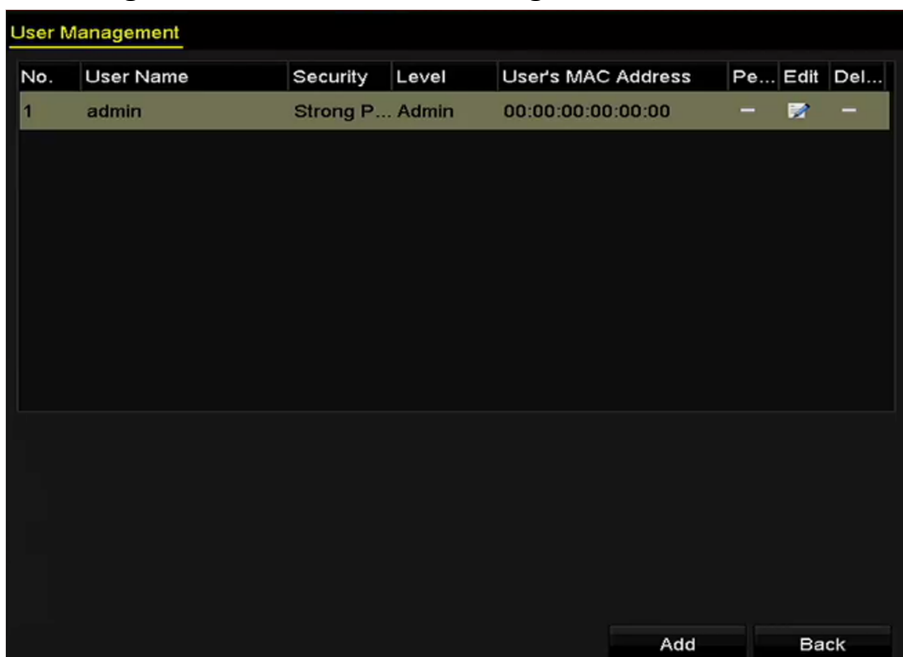 User Management
No. User Name Security Level User's MAC Address Pe... Edit Del...
1 admin Strong P... Admin 00:00:00:00:00:00 – –
Add Back